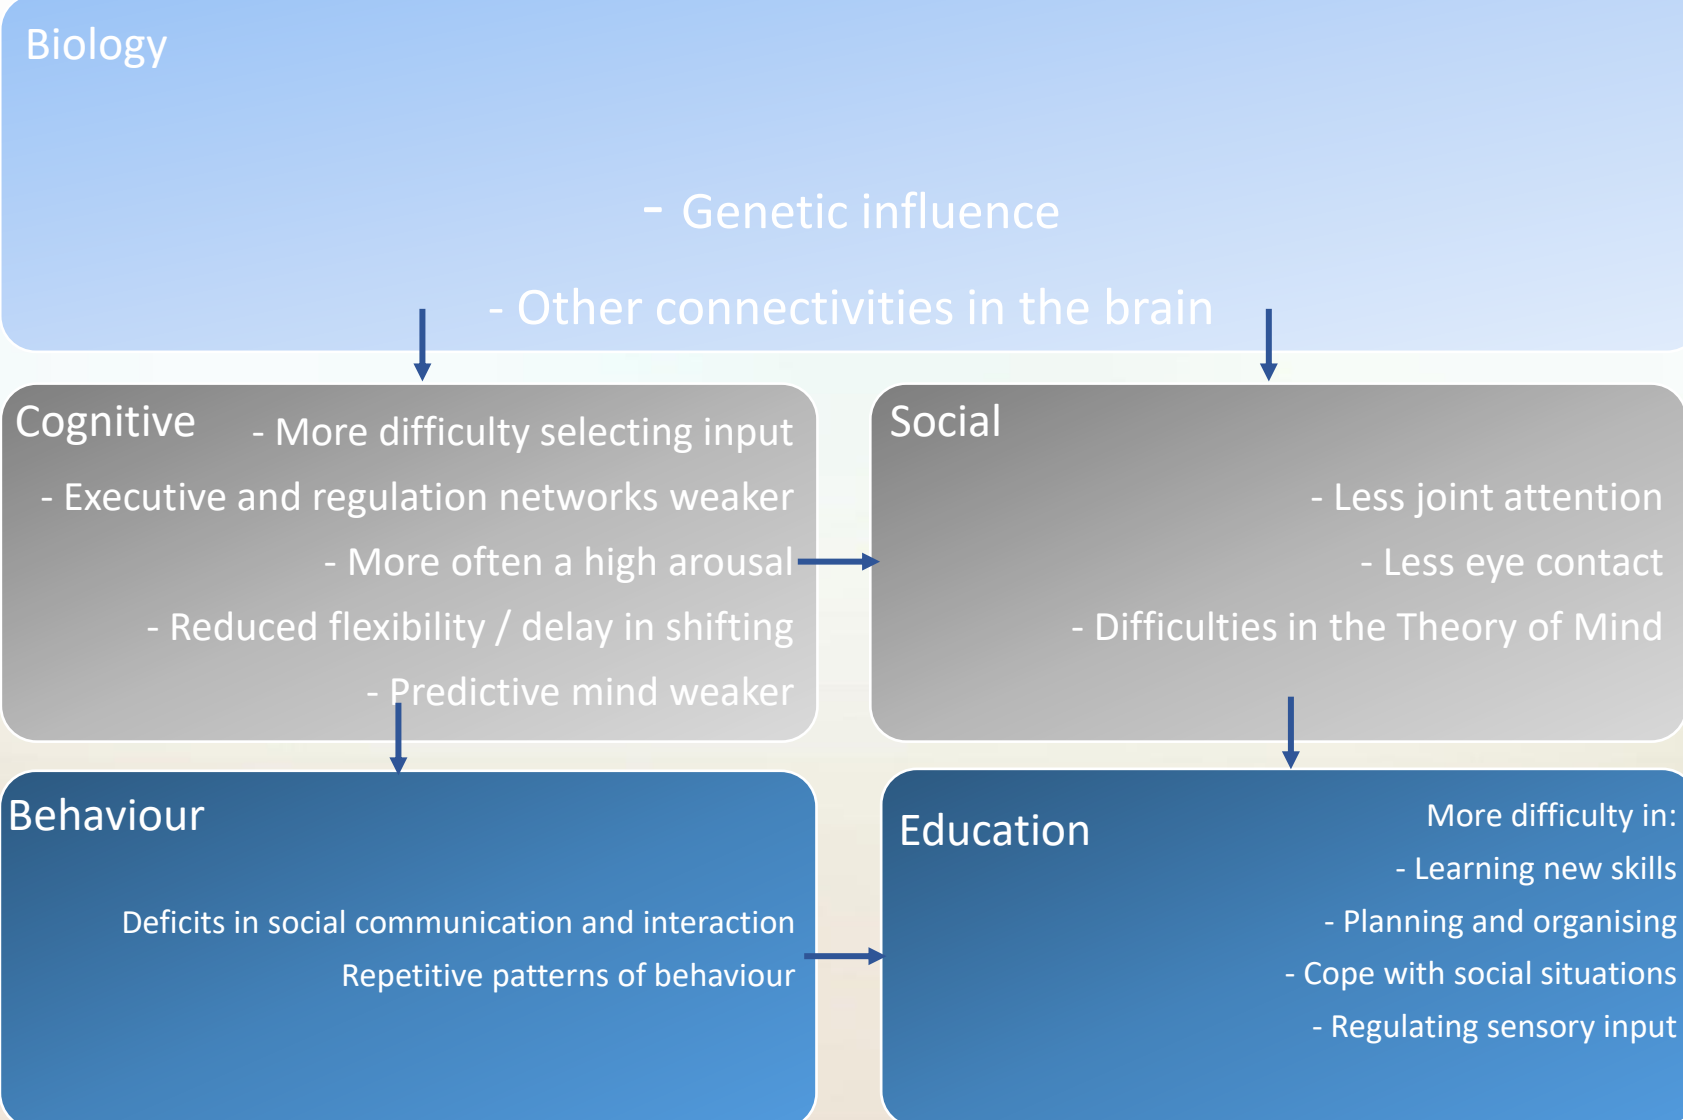 Biology
- Genetic influence
- Other connectivities in the brain
Cognitive
- More difficulty selecting input
- Executive and regulation networks weaker
- More often a high arousal
- Reduced flexibility / delay in shifting
- Predictive mind weaker
Social
- Less joint attention
- Less eye contact
- Difficulties in the Theory of Mind
Behaviour
Deficits in social communication and interaction
Repetitive patterns of behaviour
Education
More difficulty in:
- Learning new skills
- Planning and organising
- Cope with social situations
- Regulating sensory input